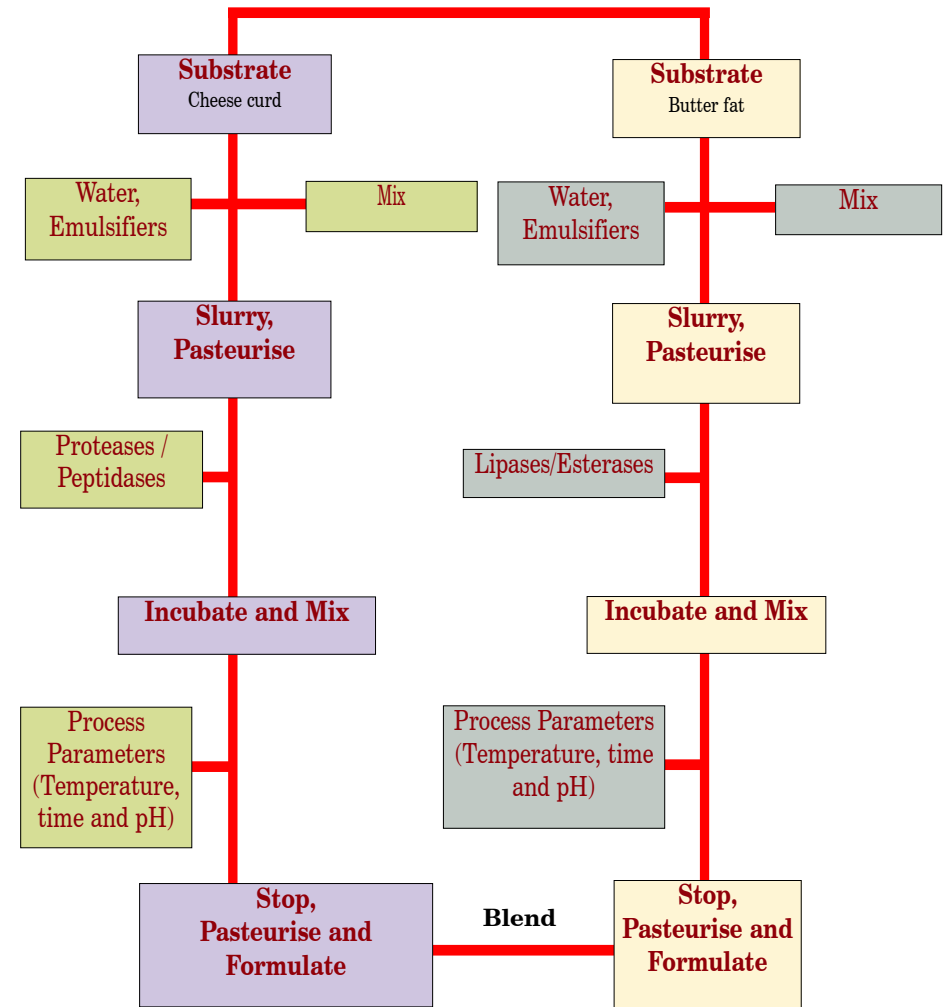 Substrate
Cheese curd
Substrate
Butter fat
Water,
Emulsifiers
Mix
Water,
Emulsifiers
Mix
Slurry,
Pasteurise
Slurry,
Pasteurise
Proteases /
Peptidases
Lipases/Esterases
Incubate and Mix
Incubate and Mix
Process
Parameters
(Temperature,
time and pH)
Process Parameters
(Temperature, time
and pH)
Stop,
Pasteurise and
Formulate
Blend
Stop,
Pasteurise and
Formulate